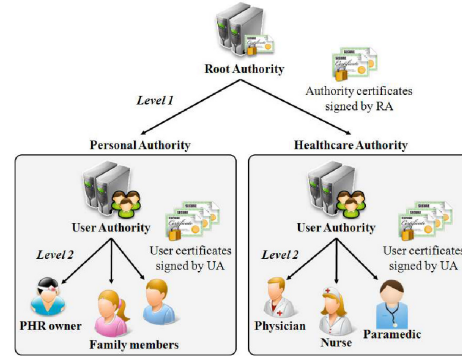 Root Authority
Authority certificates
signed by RA
Level 1
Personal Authority
Healthcare Authority
User Authority
User certificates
signed by UA
Level 2
PHR owner
Family members
User Authority
User certificates
signed by UA
Level 2
Physician
Nurse
Paramedic